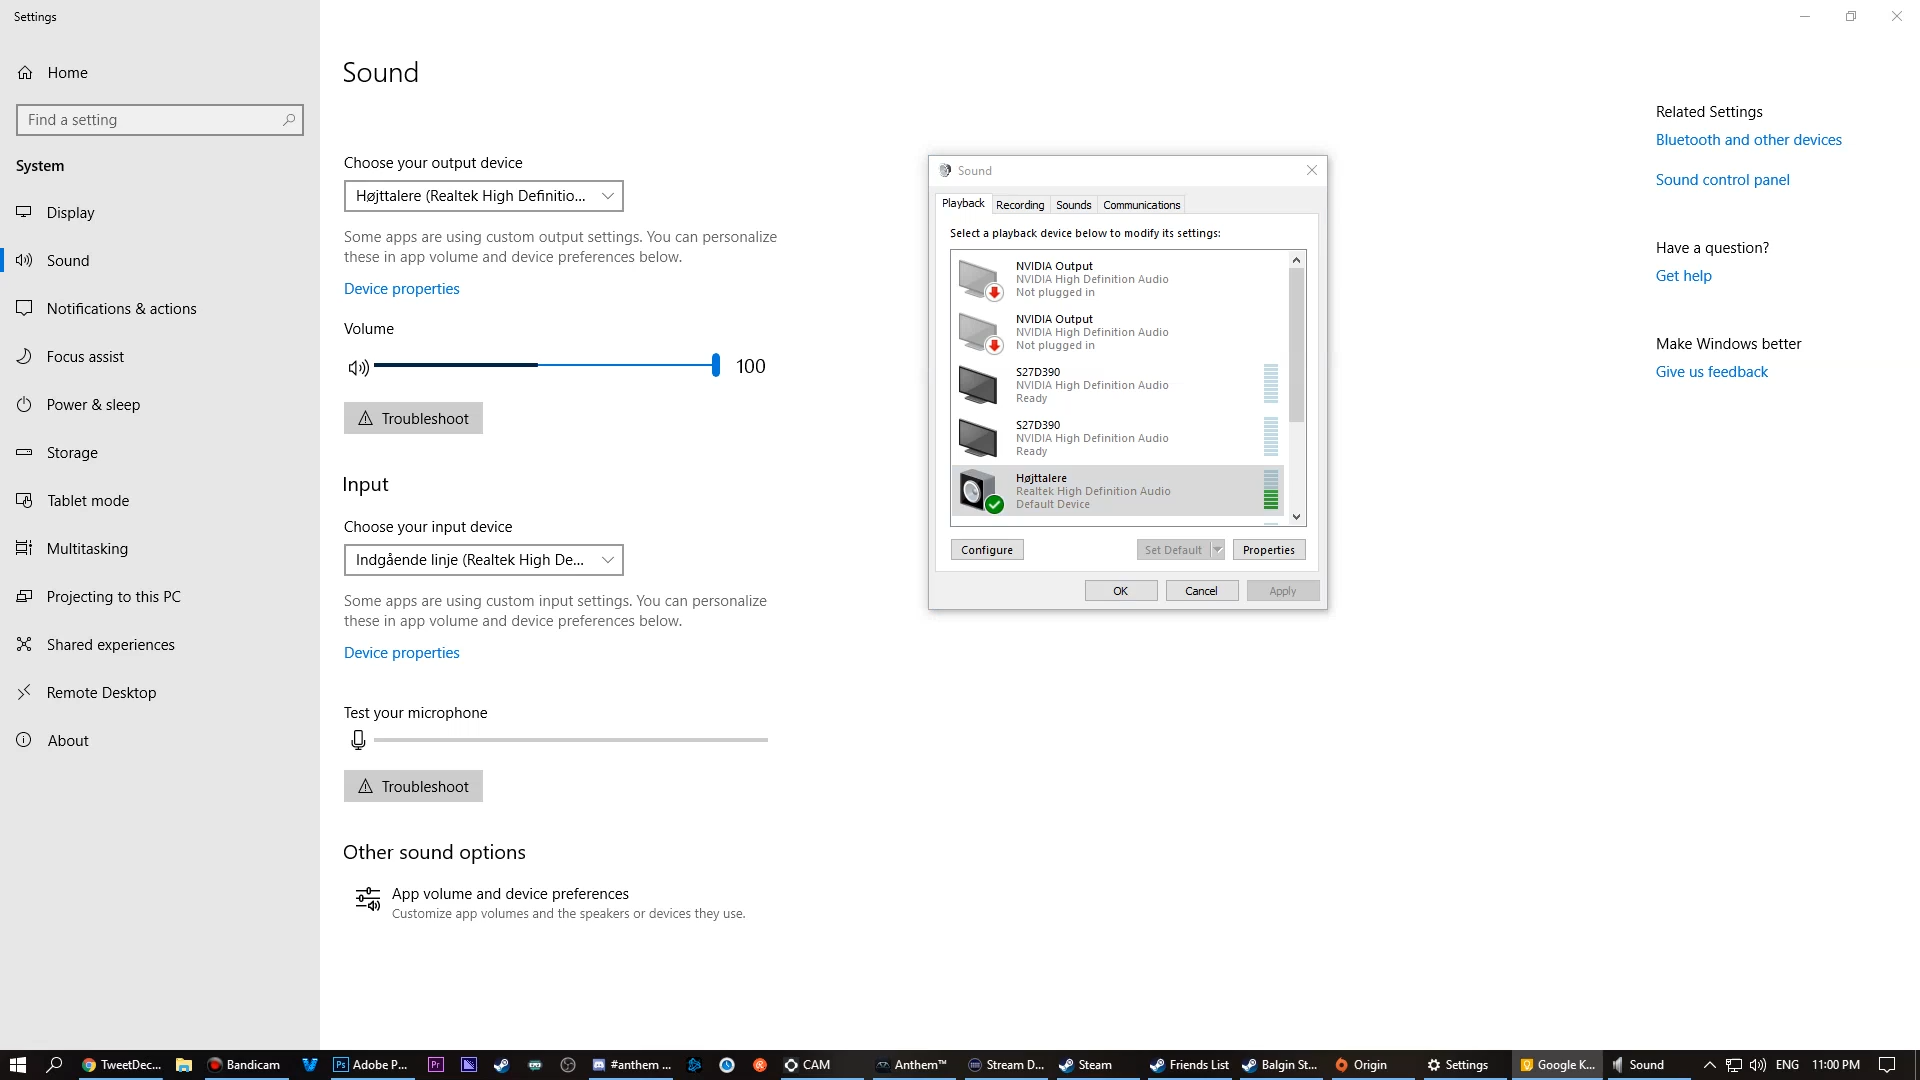 Settings
Home
Find a setting
System
Display
Sound
Notifications & actions
Focus assist
Power & sleep
Storage
Tablet mode
Multitasking
Projecting to this PC
Shared experiences
Remote Desktop
About
Sound
Choose your output device
Højttalere (Realtek High Definitio...
Some apps are using custom output settings. You can personalize
these in app volume and device preferences below.
Device properties
Volume
100
Troubleshoot
Input
Choose your input device
Indgående linje (Realtek High De...
Some apps are using custom input settings. You can personalize
these in app volume and device preferences below.
Device properties
Test your microphone
Troubleshoot
Other sound options
App volume and device preferences
Customize app volumes and the speakers or devices they use.
Sound
Playback Recording Sounds Communications
Select a playback device below to modify its settings:
NVIDIA Output
NVIDIA High Definition Audio
Not plugged in
NVIDIA Output
NVIDIA High Definition Audio
Not plugged in
S27D390
NVIDIA High Definition Audio
Ready
S27D390
NVIDIA High Definition Audio
Ready
Højttalere
Realtek High Definition Audio
Default Device
Configure Set Default Properties
OK Cancel Apply
Related Settings
Bluetooth and other devices
Sound control panel
Have a question?
Get help
Make Windows better
Give us feedback
TweetDec... Bandicam Ps Adobe P... Pr #anthem ... CAM Anthem™ Stream D... Steam Friends List Balgin St... Origin Settings Google K... Sound ENG 11:00 PM